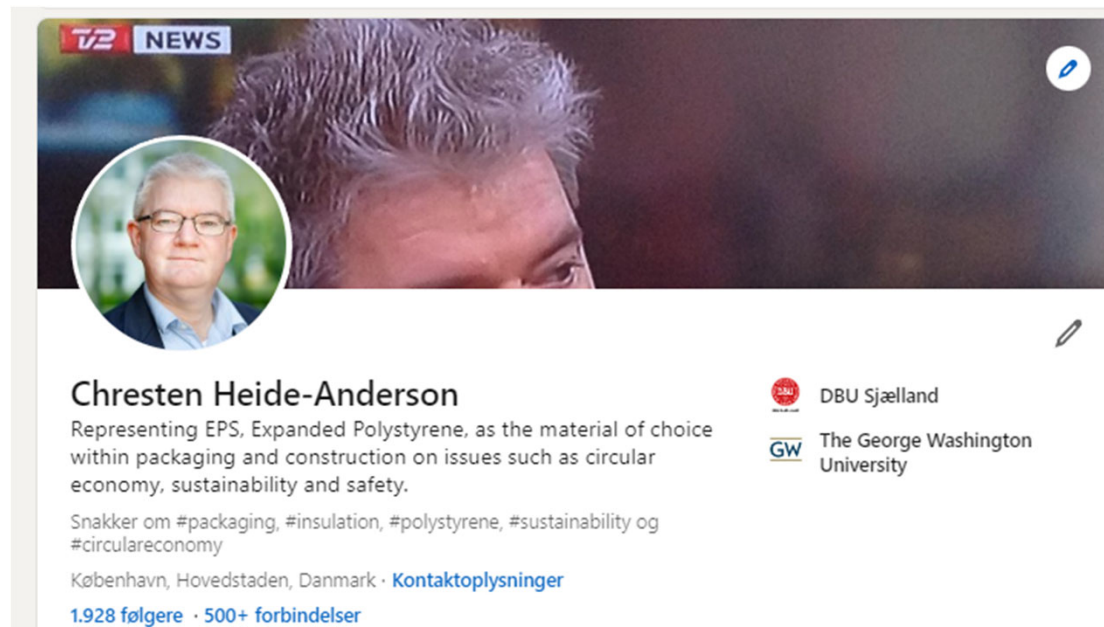 TV2 NEWS
Chresten Heide-Anderson
Representing EPS, Expanded Polystyrene, as the material of choice
within packaging and construction on issues such as circular
economy, sustainability and safety.
Snakker om #packaging, #insulation, #polystyrene, #sustainability og
#circulareconomy
København, Hovedstaden, Danmark · Kontaktoplysninger
1.928 følgere · 500+ forbindelser
DBU
DBU Sjælland
GW
The George Washington
University